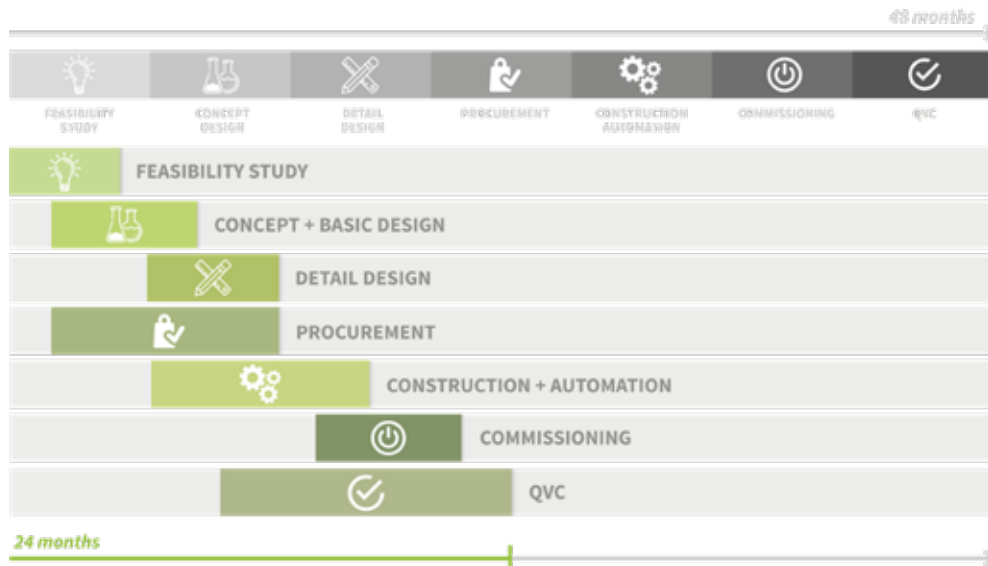 48 months
FEASIBILITY CONCEPT DETAIL PROCUREMENT CONSTRUCTION COMMISSIONING QVC
STUDY DESIGN DESIGN AUTOMATION
FEASIBILITY STUDY
CONCEPT + BASIC DESIGN
DETAIL DESIGN
PROCUREMENT
CONSTRUCTION + AUTOMATION
COMMISSIONING
QVC
24 months